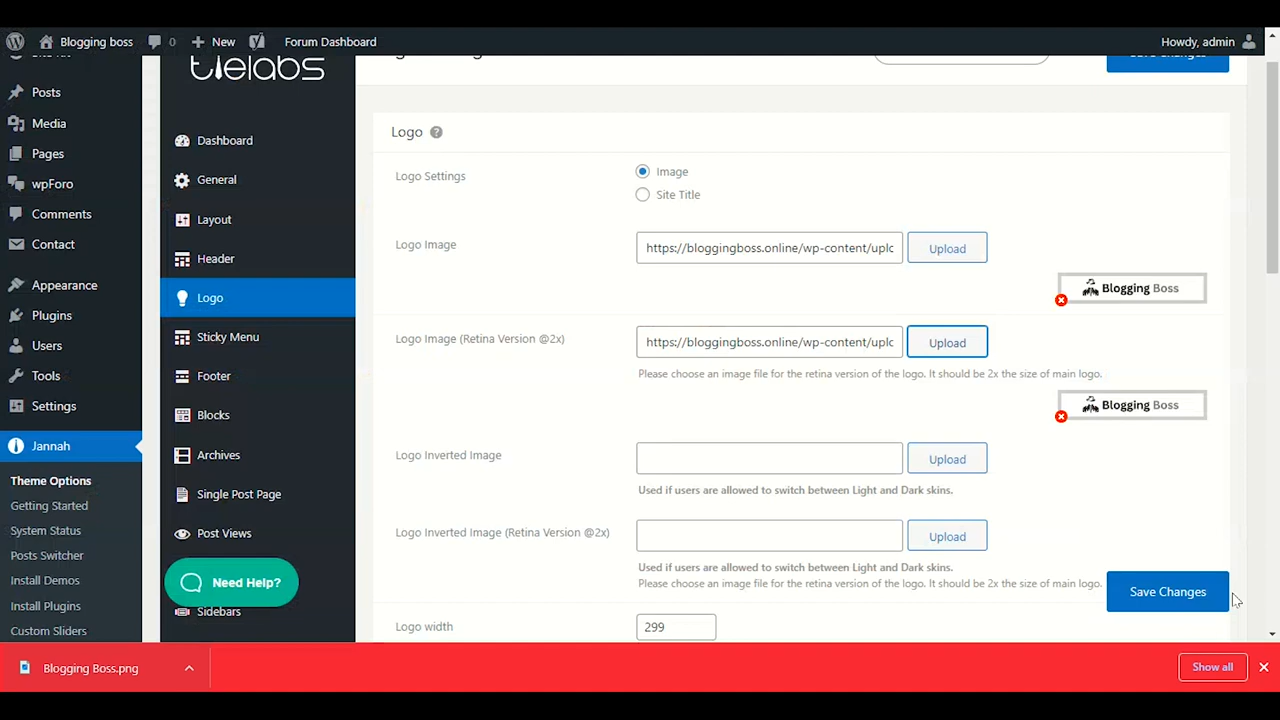 Blogging boss
0
New
Forum Dashboard
Howdy, admin
Posts
Media
Pages
wpForo
Comments
Contact
Appearance
Plugins
Users
Tools
Settings
Jannah
Theme Options
Getting Started
System Status
Posts Switcher
Install Demos
Install Plugins
Custom Sliders
tielabs
Dashboard
General
Layout
Header
Logo
Sticky Menu
Footer
Blocks
Archives
Single Post Page
Post Views
Need Help?
Sidebars
Logo ?
Logo Settings
Image
Site Title
Logo Image
https://bloggingboss.online/wp-content/uplc
Upload
Blogging Boss
Logo Image (Retina Version @2x)
https://bloggingboss.online/wp-content/uplc
Upload
Please choose an image file for the retina version of the logo. It should be 2x the size of main logo.
Blogging Boss
Logo Inverted Image
Upload
Used if users are allowed to switch between Light and Dark skins.
Logo Inverted Image (Retina Version @2x)
Upload
Used if users are allowed to switch between Light and Dark skins.
Please choose an image file for the retina version of the logo. It should be 2x the size of main logo.
Save Changes
Logo width
299
Blogging Boss.png
Show all